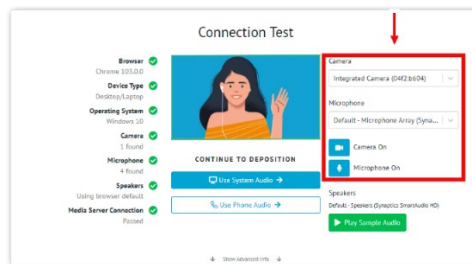 Connection Test
Browser
Chrome 103.0.0
Device Type
Desktop/Laptop
Operating System
Windows 10
Camera
1 found
Microphone
4 found
Speakers
Using browser default
Media Server Connection
Passed
CONTINUE TO DEPOSITION
Use System Audio →
Use Phone Audio →
Camera
Integrated Camera (04f2:b604)
Microphone
Default - Microphone Array (Syna...
Camera On
Microphone On
Speakers
Default - Speakers (Synaptics SmartAudio HD)
Play Sample Audio
Show Advanced Info